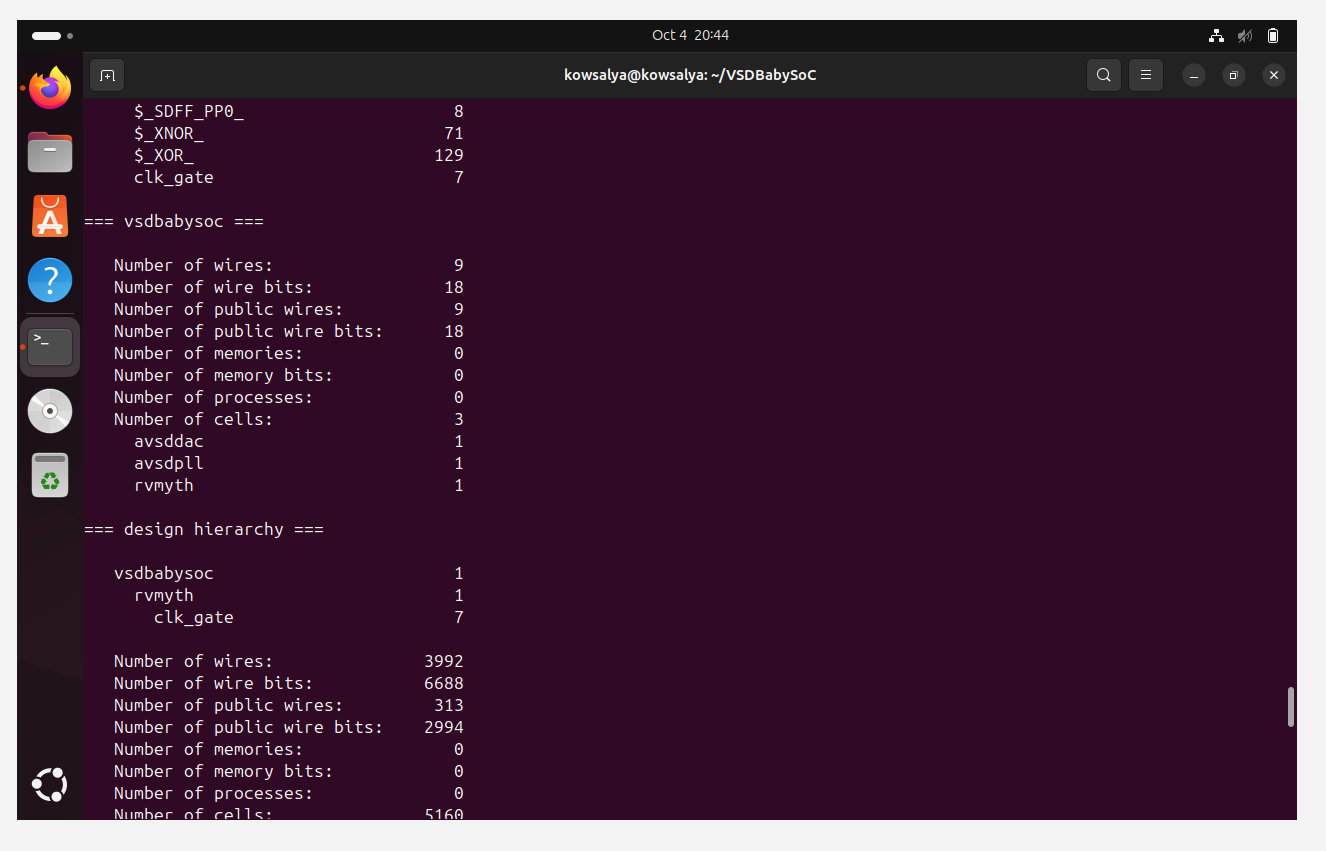 Oct 4 20:44
kowsalya@kowsalya: ~/VSDBabySoC
$_SDFF_PP0_ 8
$_XNOR_ 71
$_XOR_ 129
clk_gate 7
=== vsdbabysoc ===
Number of wires: 9
Number of wire bits: 18
Number of public wires: 9
Number of public wire bits: 18
Number of memories: 0
Number of memory bits: 0
Number of processes: 0
Number of cells: 3
avsddac 1
avsdpll 1
rvmyth 1
=== design hierarchy ===
vsdbabysoc 1
rvmyth 1
clk_gate 7
Number of wires: 3992
Number of wire bits: 6688
Number of public wires: 313
Number of public wire bits: 2994
Number of memories: 0
Number of memory bits: 0
Number of processes: 0
Number of cells: 5160